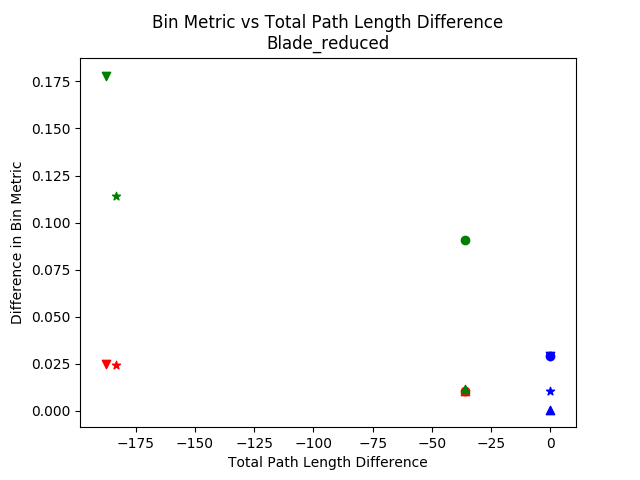 Bin Metric vs Total Path Length Difference
Blade_reduced
Difference in Bin Metric
0.175
0.150
0.125
0.100
0.075
0.050
0.025
0.000
−175 −150 −125 −100 −75 −50 −25 0
Total Path Length Difference